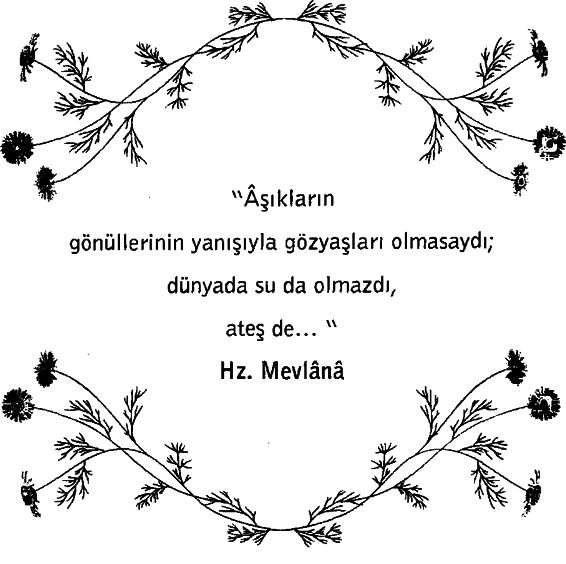 “Âşıkların
gönüllerinin yanışıyla gözyaşları olmasaydı;
dünyada su da olmazdı,
ateş de... “
Hz. Mevlânâ